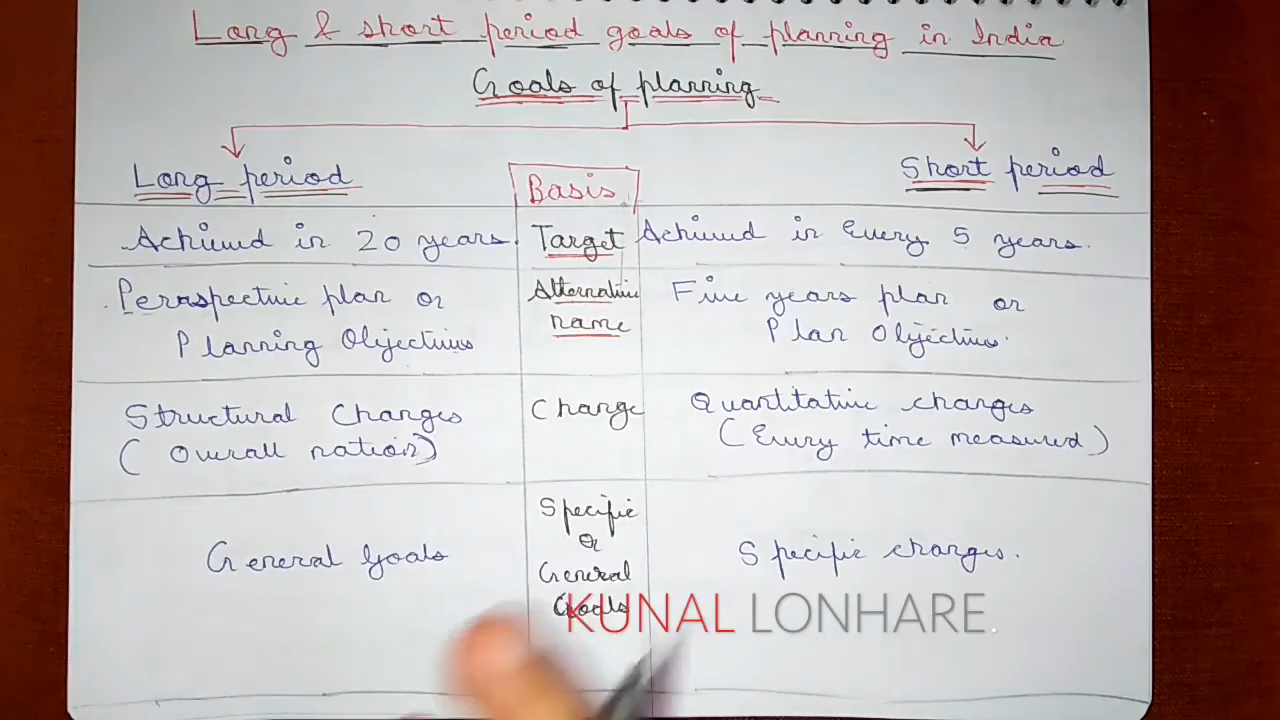 Long & short period goals of planning in India
Goals of planning
Long period
Basis
Short period
Achieved in 20 years.
Target
Achieved in Every 5 years.
Perspective plan or
Planning Objectives
Alternative
name
Five years plan or
Plan Objectives.
Structural Changes
(Overall nation)
Change
Quantitative changes
(Every time measured)
General goals
Specific
or
General
Goals
Specific changes.
KUNAL LONHARE.